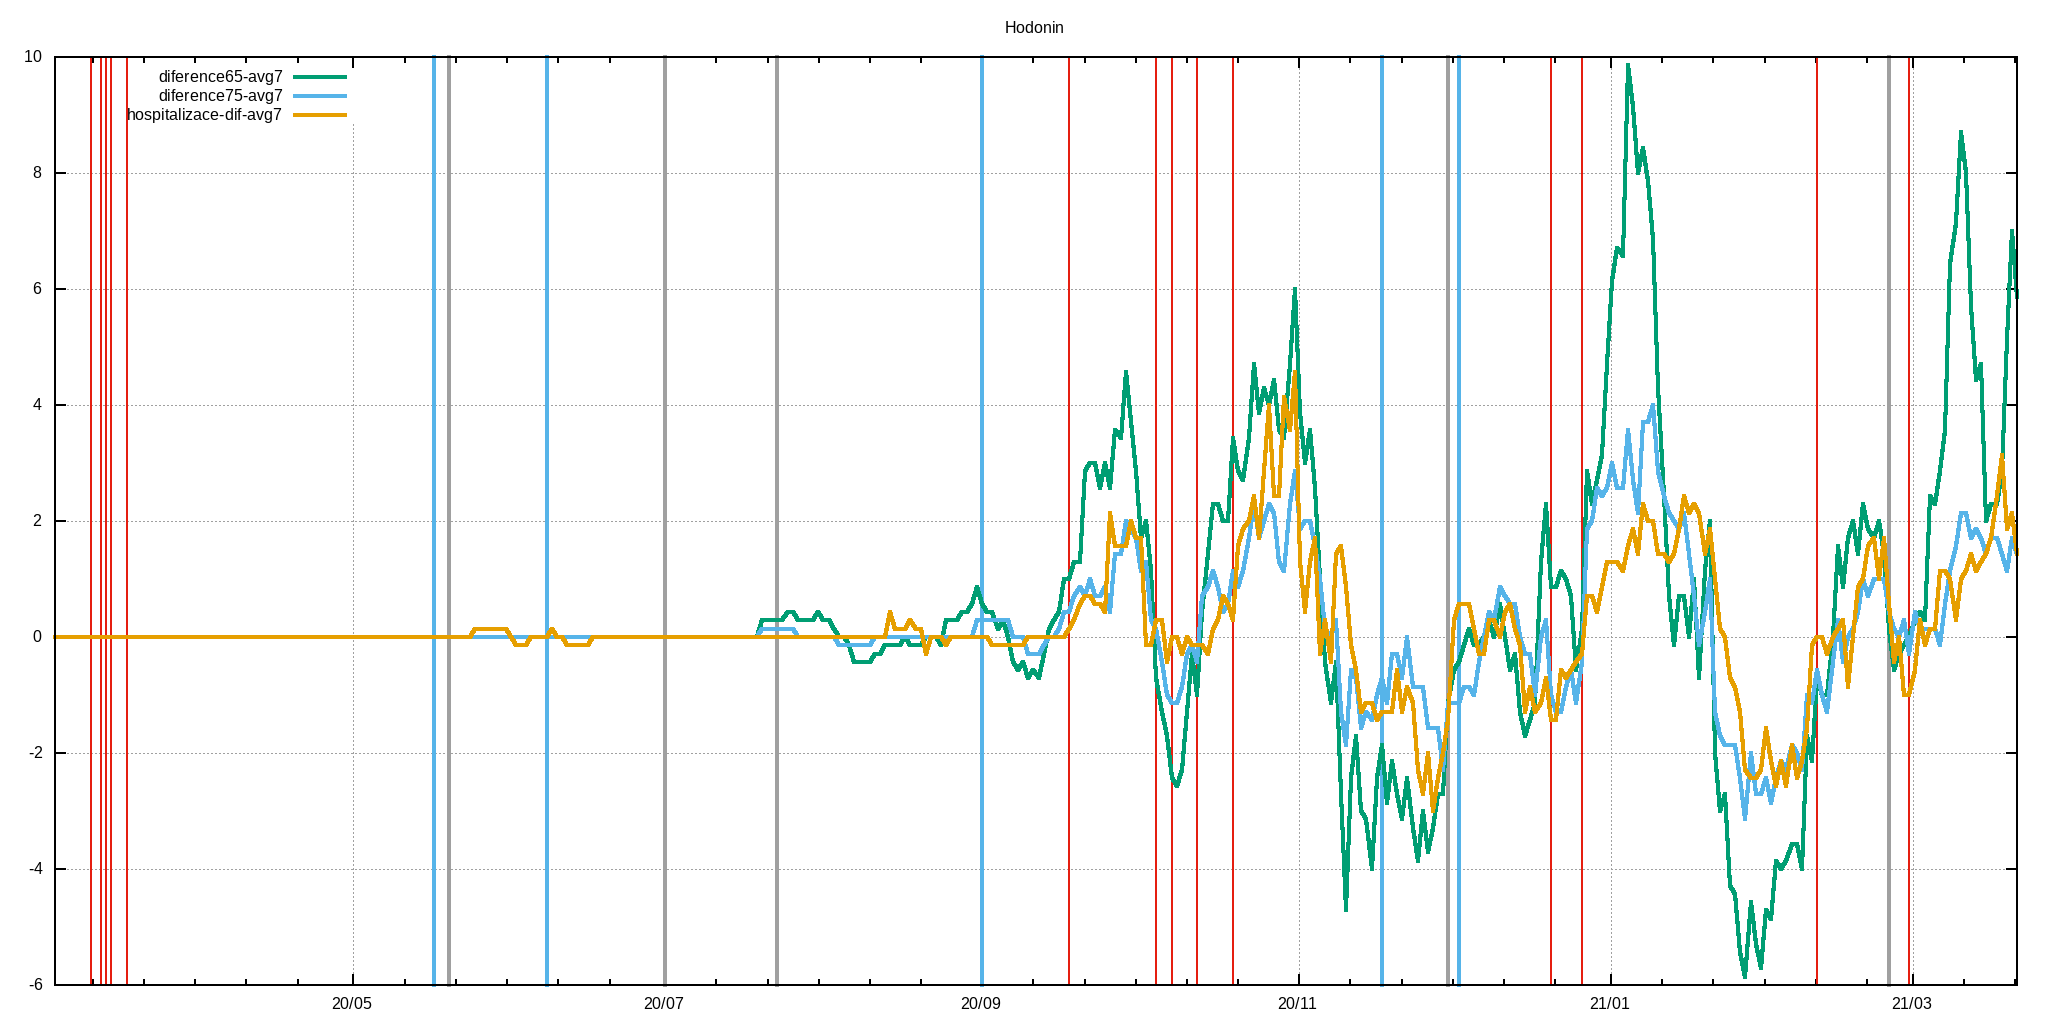 Hodonin
diference65-avg7
diference75-avg7
hospitalizace-dif-avg7
10
8
6
4
2
0
-2
-4
-6
20/05 20/07 20/09 20/11 21/01 21/03